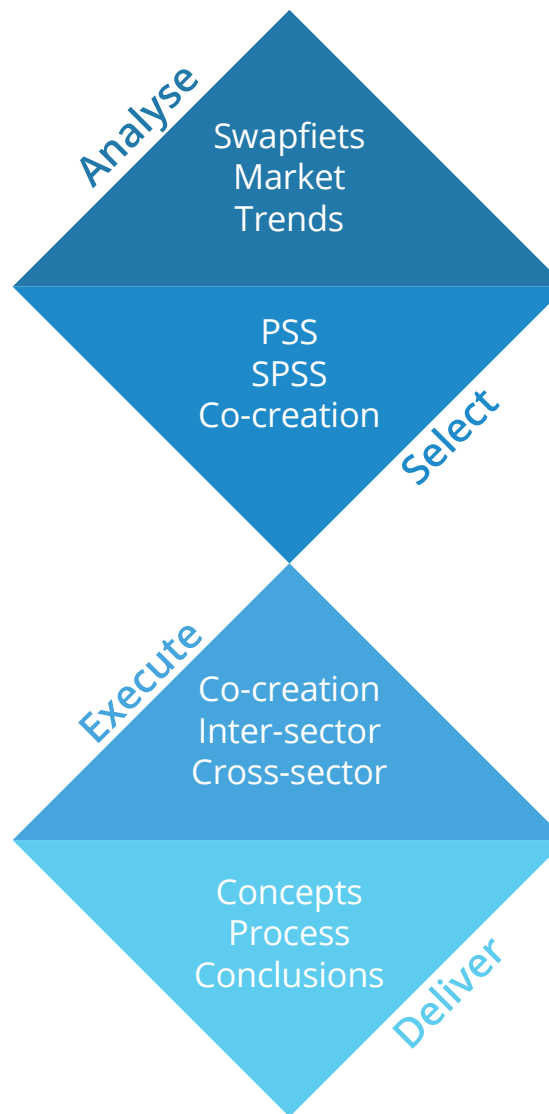 Analyse
Swapfiets
Market
Trends
PSS
SPSS
Co-creation
Select
Execute
Co-creation
Inter-sector
Cross-sector
Concepts
Process
Conclusions
Deliver